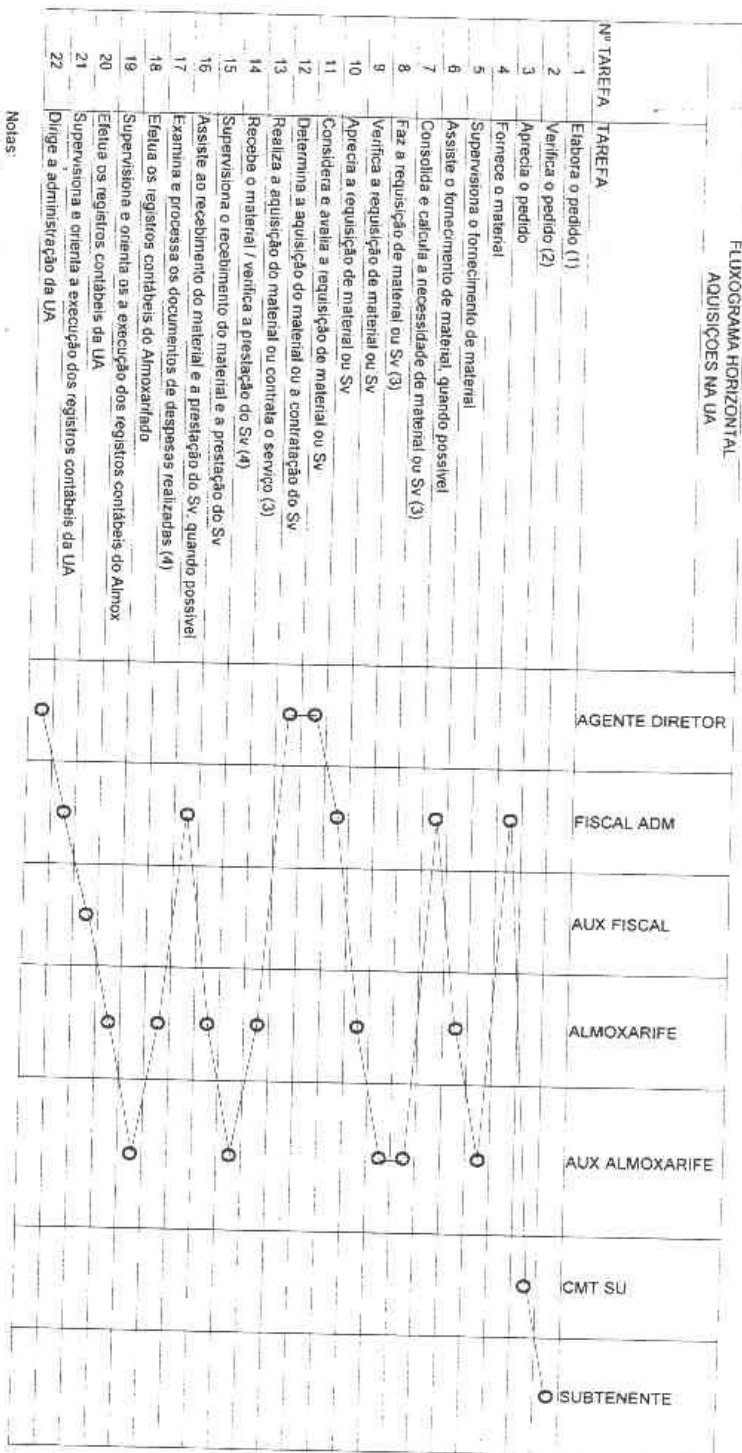 FLUXOGRAMA HORIZONTAL
AQUISIÇÕES NA UA
Nº TAREFA TAREFA AGENTE DIRETOR FISCAL ADM AUX FISCAL ALMOXARIFE AUX ALMOXARIFE CMT SU SUBTENENTE
1 Elabora o pedido (1)
2 Verifica o pedido (2)
3 Aprecia o pedido
4 Fornece o material
5 Supervisiona o fornecimento de material
6 Assiste o fornecimento de material, quando possível
7 Consolida e calcula a necessidade de material ou Sv (3)
8 Faz a requisição de material ou Sv (3)
9 Verifica a requisição de material ou Sv
10 Aprecia a requisição de material ou Sv
11 Considera e avalia a requisição de material ou Sv
12 Determina a aquisição do material ou a contratação do Sv
13 Realiza a aquisição do material ou contrata o serviço (3)
14 Recebe o material / verifica a prestação do Sv (4)
15 Supervisiona o recebimento do material e a prestação do Sv
16 Assiste ao recebimento do material e a prestação do Sv, quando possível
17 Examina e processa os documentos de despesas realizadas (4)
18 Efetua os registros contábeis do Almoxarifado
19 Supervisiona e orienta os a execução dos registros contábeis do Almox
20 Efetua os registros contábeis da UA
21 Supervisiona e orienta a execução dos registros contábeis da UA
22 Dirige a administração da UA
Notas: